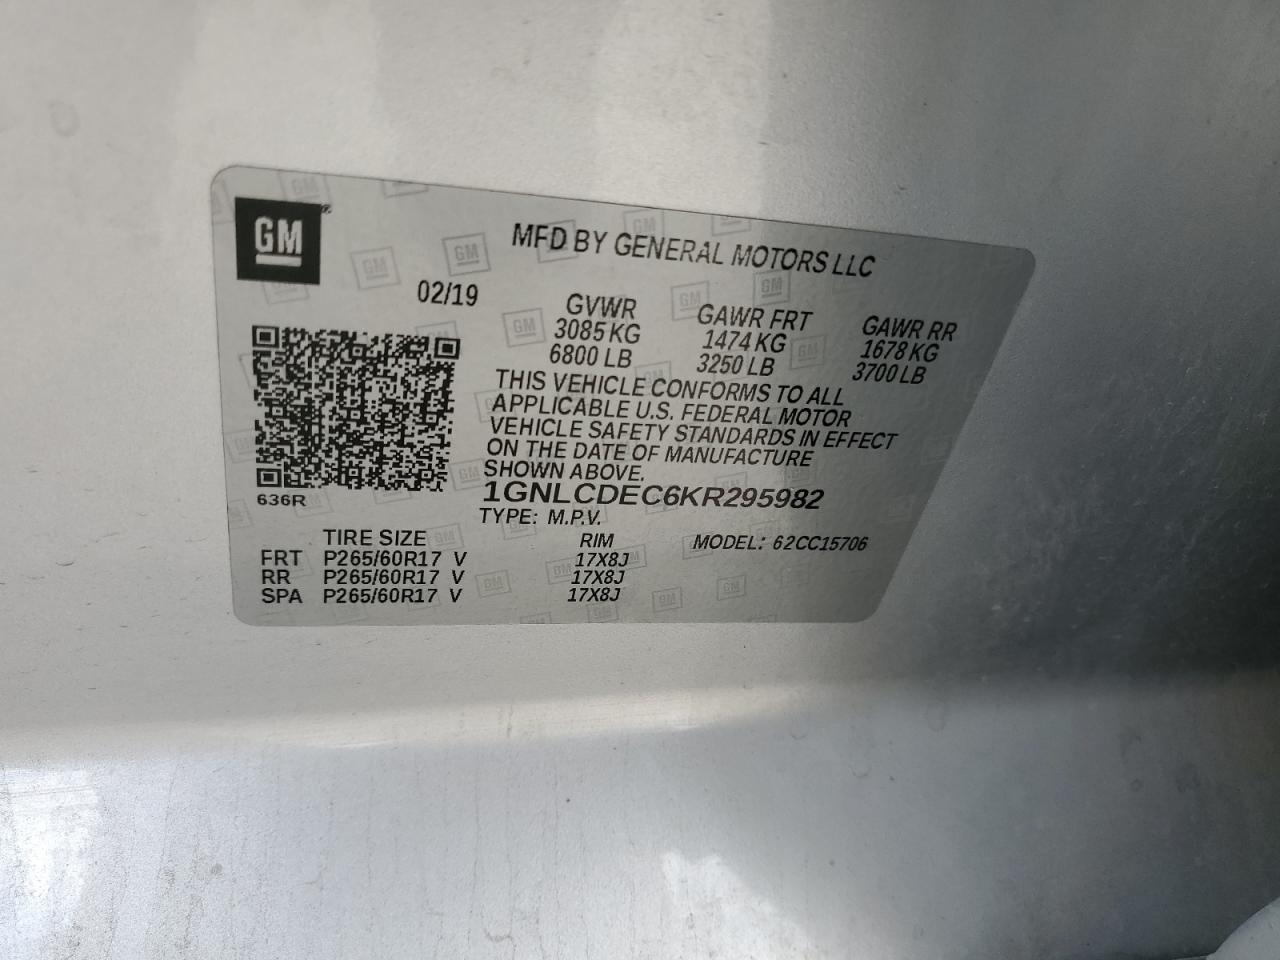 GM
MFD BY GENERAL MOTORS LLC
02/19
GVWR GAWR FRT GAWR RR
3085 KG 1474 KG 1678 KG
6800 LB 3250 LB 3700 LB
THIS VEHICLE CONFORMS TO ALL
APPLICABLE U.S. FEDERAL MOTOR
VEHICLE SAFETY STANDARDS IN EFFECT
ON THE DATE OF MANUFACTURE
SHOWN ABOVE.
636R
1GNLCDEC6KR295982
TYPE: M.P.V.
TIRE SIZE RIM MODEL: 62CC15706
FRT P265/60R17 V 17X8J
RR P265/60R17 V 17X8J
SPA P265/60R17 V 17X8J